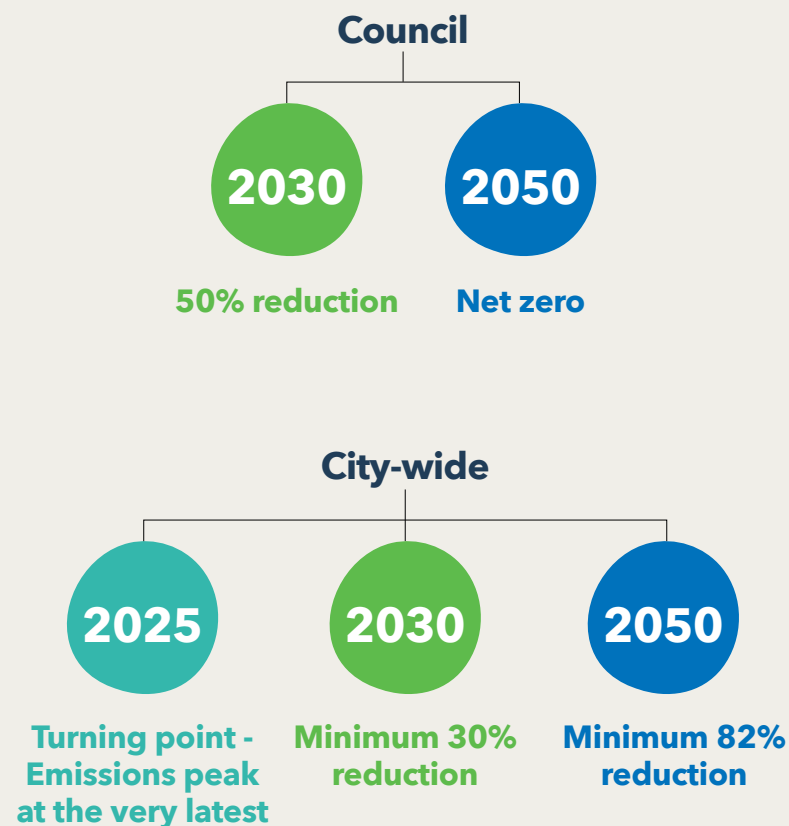 Council
2030
2050
50% reduction
Net zero
City-wide
2025
2030
2050
Turning point -
Emissions peak
at the very latest
Minimum 30%
reduction
Minimum 82%
reduction